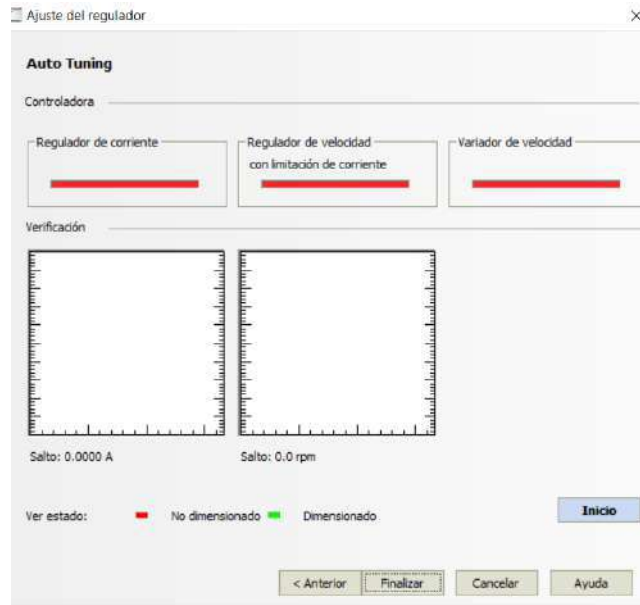 Ajuste del regulador
Auto Tuning
Controladora
Regulador de corriente
Regulador de velocidad
con limitación de corriente
Variador de velocidad
Verificación
Salto: 0.0000 A
Salto: 0.0 rpm
Ver estado: No dimensionado Dimensionado
Inicio
< Anterior Finalizar Cancelar Ayuda